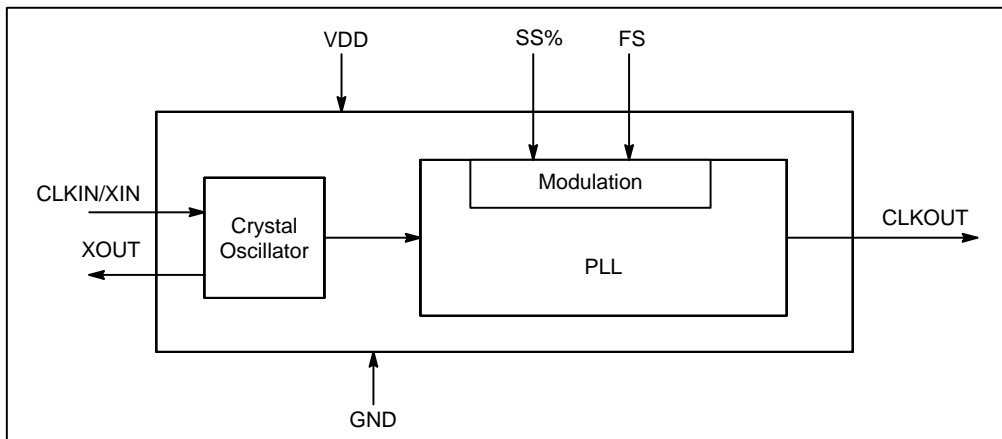 VDD
SS%
FS
Modulation
CLKIN/XIN
Crystal
Oscillator
CLKOUT
XOUT
PLL
GND